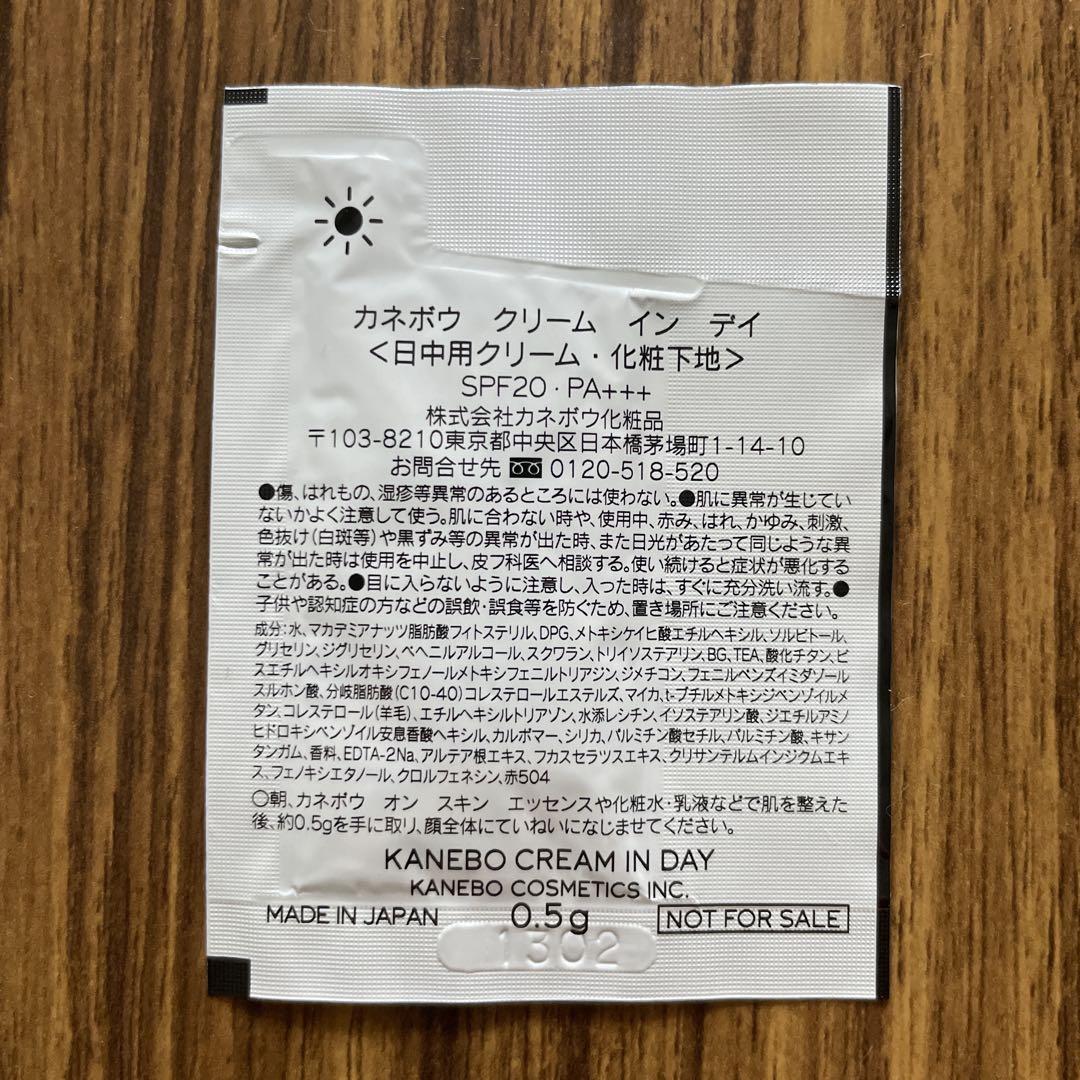 カネボウ クリーム イン デイ
<日中用クリーム・化粧下地>
SPF20・PA+++
株式会社カネボウ化粧品
〒103-8210東京都中央区日本橋茅場町1-14-10
お問合せ先 0120-518-520
●傷、はれもの、湿疹等異常のあるところには使わない。●肌に異常が生じてい
ないかよく注意して使う。肌に合わない時や、使用中、赤み、はれ、かゆみ、刺激、
色抜け(白斑等)や黒ずみ等の異常が出た時、また日光があたって同じような異
常が出た時は使用を中止し、皮フ科医へ相談する。使い続けると症状が悪化する
ことがある。●目に入らないように注意し、入った時は、すぐに充分洗い流す。●
子供や認知症の方などの誤飲・誤食等を防ぐため、置き場所にご注意ください。
成分:水、マカデミアナッツ脂肪酸フィトステリル、DPG、メトキシケイヒ酸エチルヘキシル、ソルビトール、
グリセリン、ジグリセリン、ベヘニルアルコール、スクワラン、トリイソステアリン、BG、TEA、酸化チタン、ビ
スエチルヘキシルオキシフェノールメトキシフェニルトリアジン、ジメチコン、フェニルベンズイミダゾール
スルホン酸、分岐脂肪酸(C10-40)コレステロールエステルズ、マイカ、t-ブチルメトキシジベンゾイルメ
タン、コレステロール(羊毛)、エチルヘキシルトリアゾン、水添レシチン、イソステアリン酸、ジエチルアミノ
ヒドロキシベンゾイル安息香酸ヘキシル、カルボマー、シリカ、パルミチン酸セチル、パルミチン酸、キサン
タンガム、香料、EDTA-2Na、アルテア根エキス、フカスセラツスエキス、クリサンテルムインジクムエキ
ス、フェノキシエタノール、クロルフェネシン、赤504
○朝、カネボウ オン スキン エッセンスや化粧水・乳液などで肌を整えた
後、約0.5gを手に取り、顔全体にていねいになじませてください。
KANEBO CREAM IN DAY
KANEBO COSMETICS INC.
MADE IN JAPAN 0.5g NOT FOR SALE
1302